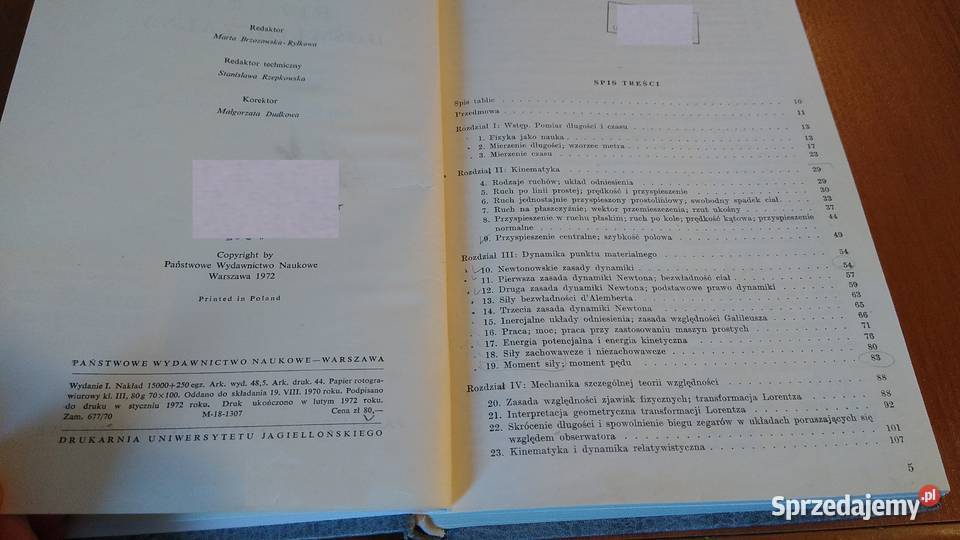 Redaktor
Marta Brzozowska-Ryłkowa
Redaktor techniczny
Stanisława Rzepkowska
Korektor
Małgorzata Dudkowa
Copyright by
Państwowe Wydawnictwo Naukowe
Warszawa 1972
Printed in Poland
PAŃSTWOWE WYDAWNICTWO NAUKOWE—WARSZAWA
Wydanie I. Nakład 15000+250 egz. Ark. wyd. 48,5. Ark. druk. 44. Papier rotogra-
wiurowy kl. III, 80g 70×100. Oddano do składania 19. VIII. 1970 roku. Podpisano
do druku w styczniu 1972 roku. Druk ukończono w lutym 1972 roku.
Zam. 677/70 M-18-1307 Cena zł 80,—
DRUKARNIA UNIWERSYTETU JAGIELLOŃSKIEGO
SPIS TREŚCI
Spis tablic 10
Przedmowa 11
Rozdział I: Wstęp. Pomiar długości i czasu 13
1. Fizyka jako nauka 13
2. Mierzenie długości; wzorzec metra 17
3. Mierzenie czasu 23
Rozdział II: Kinematyka 29
4. Rodzaje ruchów; układ odniesienia 29
5. Ruch po linii prostej; prędkość i przyspieszenie 30
6. Ruch jednostajnie przyspieszony prostoliniowy; swobodny spadek ciał 33
7. Ruch na płaszczyźnie; wektor przemieszczenia; rzut ukośny 37
8. Przyspieszenie w ruchu płaskim; ruch po kole; prędkość kątowa; przyspieszenie
normalne 44
9. Przyspieszenie centralne; szybkość polowa 49
Rozdział III: Dynamika punktu materialnego 54
10. Newtonowskie zasady dynamiki 54
11. Pierwsza zasada dynamiki Newtona; bezwładność ciał 57
12. Druga zasada dynamiki Newtona; podstawowe prawo dynamiki 59
13. Siły bezwładności d'Alemberta 63
14. Trzecia zasada dynamiki Newtona 65
15. Inercjalne układy odniesienia; zasada względności Galileusza 66
16. Praca; moc; praca przy zastosowaniu maszyn prostych 71
17. Energia potencjalna i energia kinetyczna 76
18. Siły zachowawcze i niezachowawcze 80
19. Moment siły; moment pędu 83
Rozdział IV: Mechanika szczególnej teorii względności 88
20. Zasada względności zjawisk fizycznych; transformacja Lorentza 88
21. Interpretacja geometryczna transformacji Lorentza 92
22. Skrócenie długości i spowolnienie biegu zegarów w układach poruszających się
względem obserwatora 101
23. Kinematyka i dynamika relatywistyczna 107
5
Sprzedajemy.pl